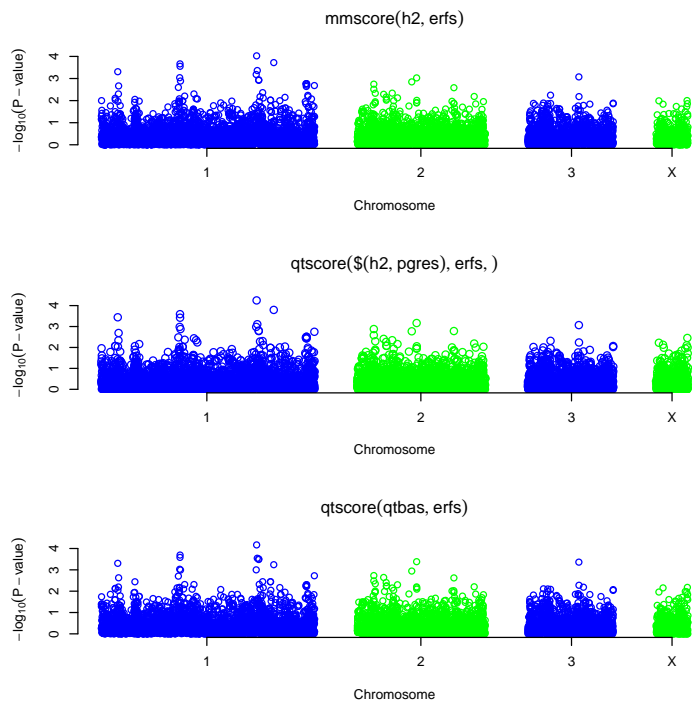 mmscore(h2, erfs)
−log₁₀(P − value)
4
3
2
1
0
1 2 3 X
Chromosome
qtscore($(h2, pgres), erfs, )
−log₁₀(P − value)
4
3
2
1
0
1 2 3 X
Chromosome
qtscore(qtbas, erfs)
−log₁₀(P − value)
4
3
2
1
0
1 2 3 X
Chromosome